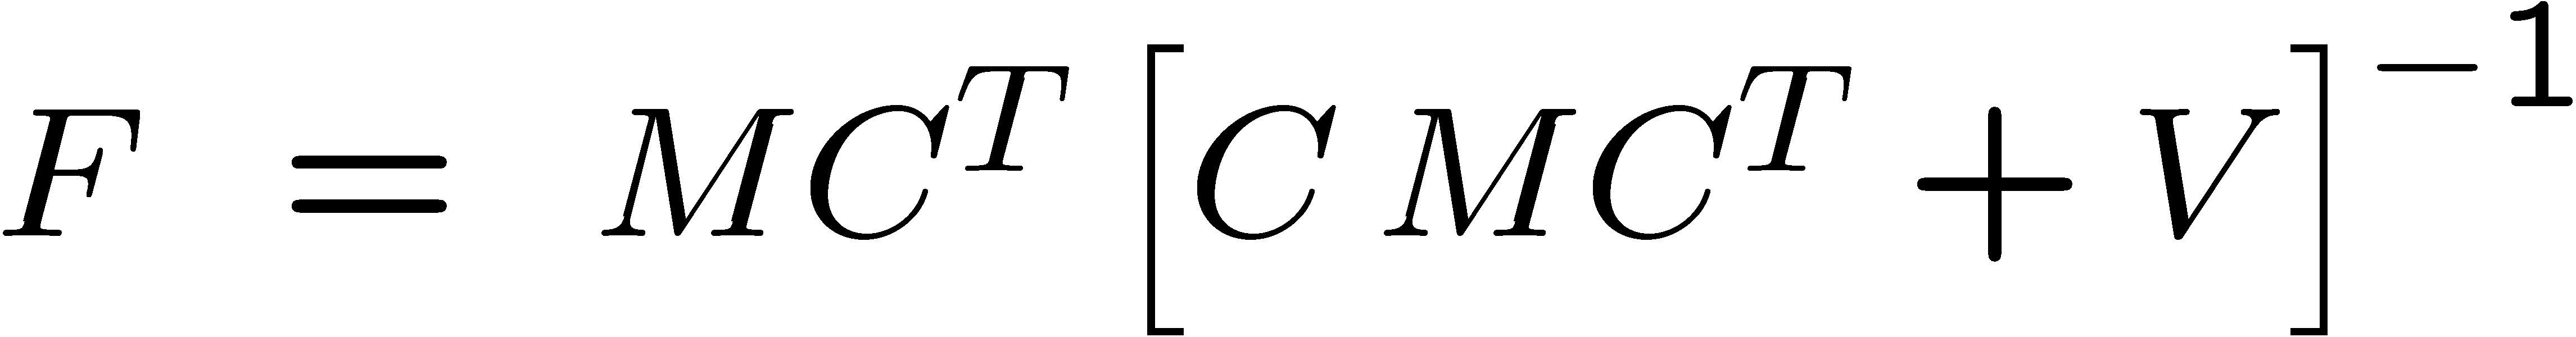 F = MC^T [C MC^T + V]^{-1}